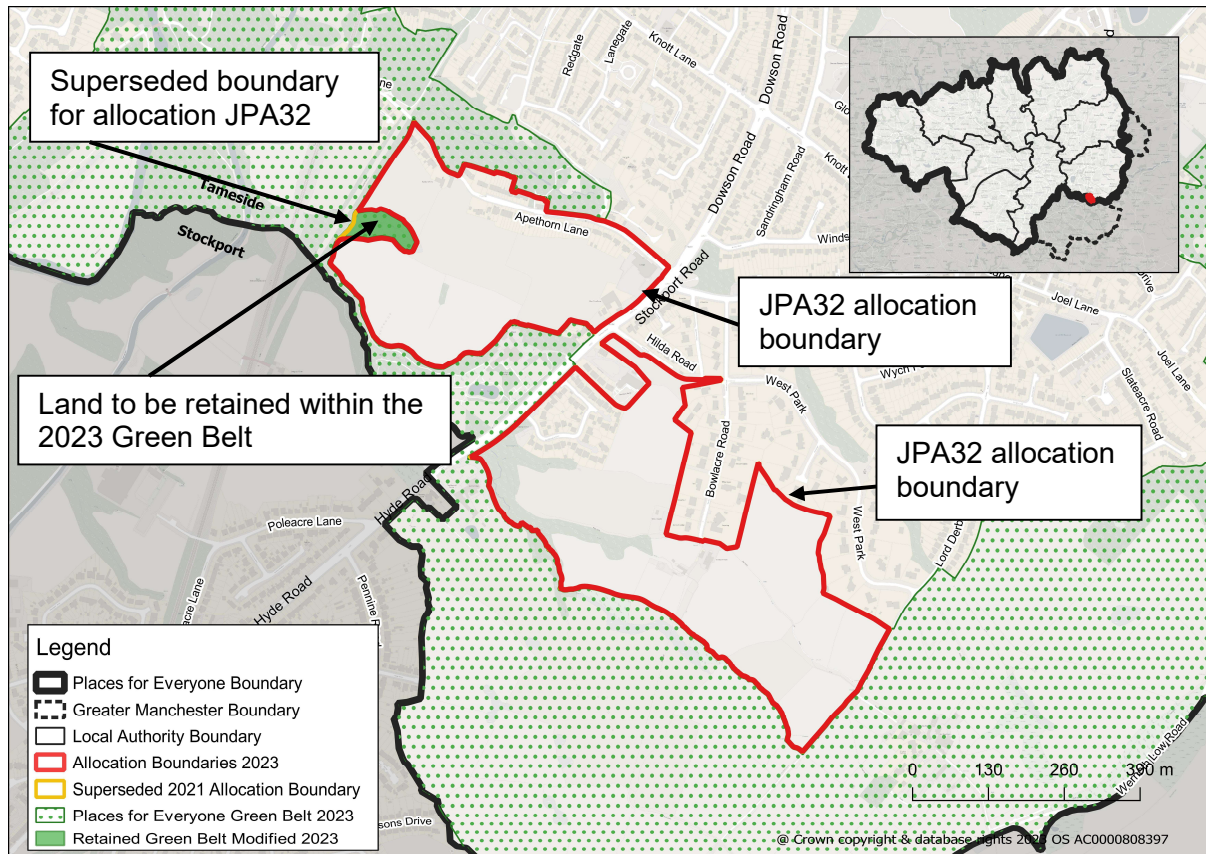 Superseded boundary
for allocation JPA32
Redgate
Lanegate
Knott Lane
Dowson Road
Knott
Sandringham Road
Dowson Road
Apethorn Lane
Tameside
Stockport
Stockport Road
JPA32 allocation
boundary
Joel Lane
Joel Lane
Slateacre Road
Hilda Road
West Park
Land to be retained within the
2023 Green Belt
Bowlacre Road
JPA32 allocation
boundary
West Park
Hyde Road
Poleacre Lane
Hyde Road
Legend
Places for Everyone Boundary
Greater Manchester Boundary
Local Authority Boundary
Allocation Boundaries 2023
Superseded 2021 Allocation Boundary
Places for Everyone Green Belt 2023
Retained Green Belt Modified 2023
0 130 260 390 m
@ Crown copyright & database rights 2023 OS AC0000808397